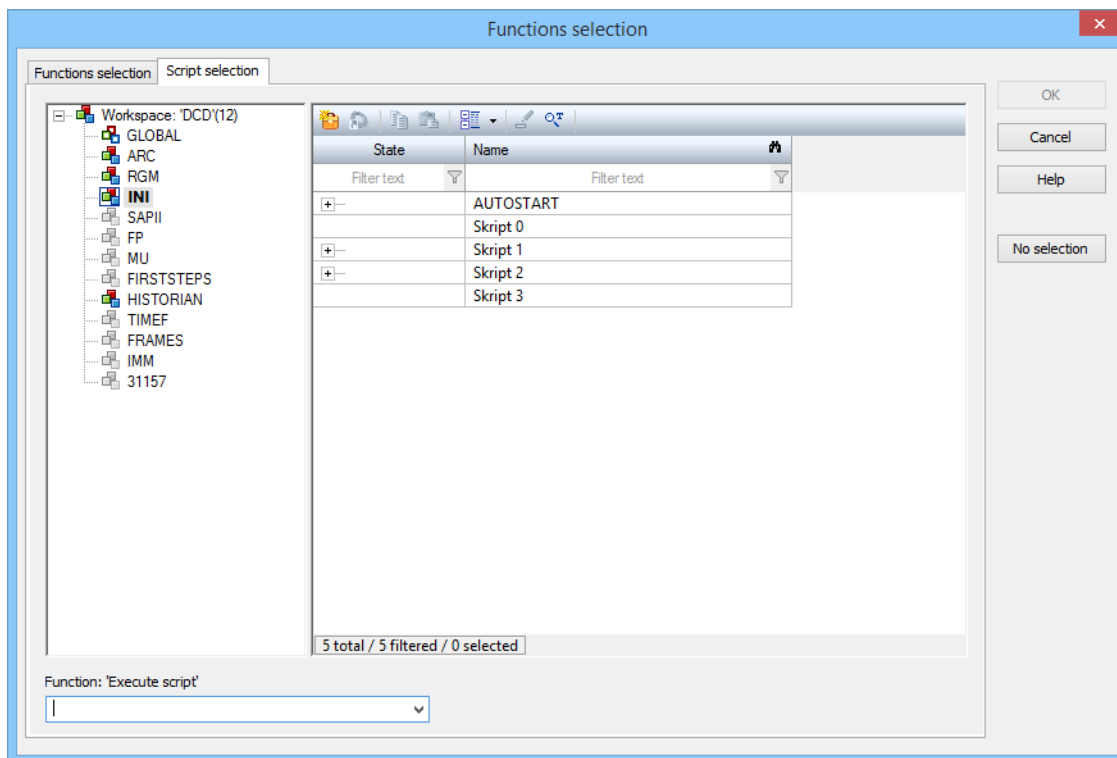 Functions selection
Functions selection
Script selection
Workspace: 'DCD'(12)
GLOBAL
ARC
RGM
INI
SAPII
FP
MU
FIRSTSTEPS
HISTORIAN
TIMEF
FRAMES
IMM
31157
State Name
Filter text Filter text
AUTOSTART
Skript 0
Skript 1
Skript 2
Skript 3
5 total / 5 filtered / 0 selected
OK
Cancel
Help
No selection
Function: 'Execute script'